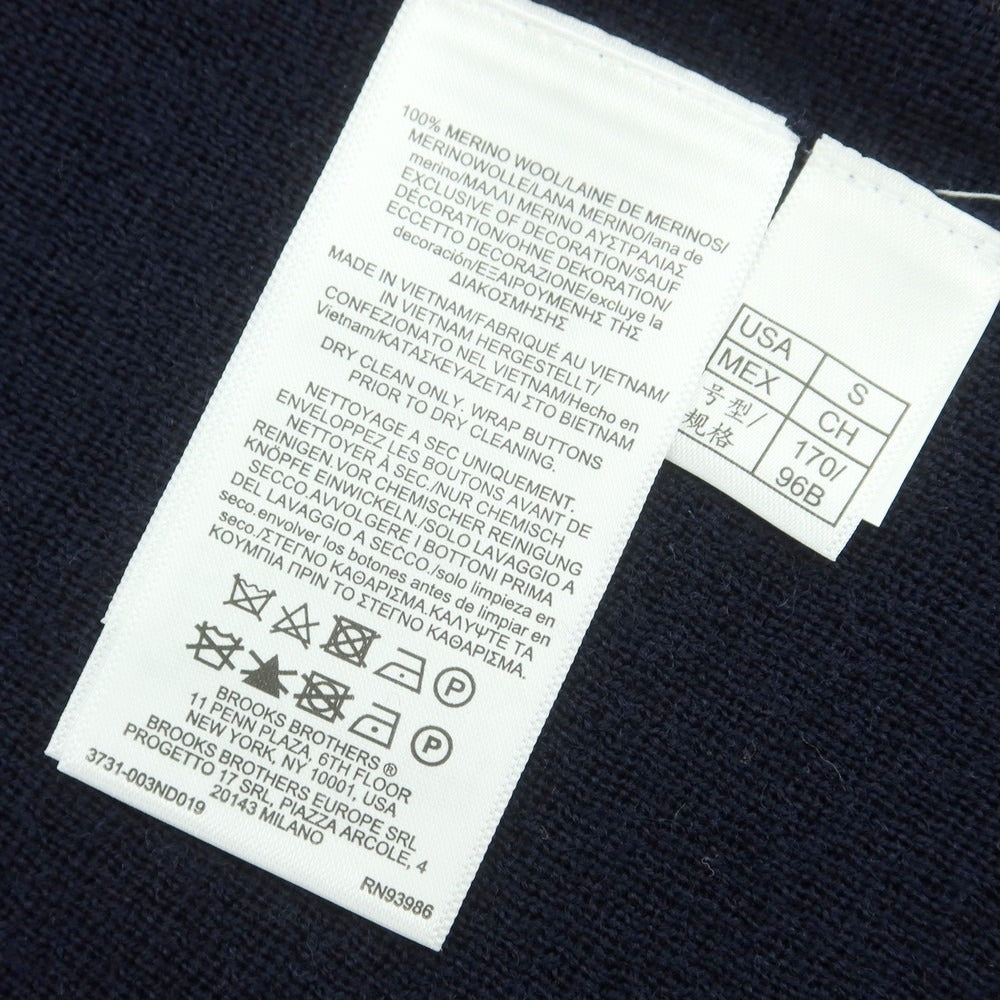 100% MERINO WOOL/LAINE DE MERINOS/
MERINOWOLLE/LANA MERINO/lana de
merino/ΜΑΛΛΙ MERINO ΑΥΣΤΡΑΛΙΑΣ
EXCLUSIVE OF DECORATION/SAUF
DÉCORATION/OHNE DEKORATION/
ECCETTO DECORAZIONE/excluye la
decoración/ΕΞΑΙΡΟΥΜΕΝΗΣ ΤΗΣ
ΔΙΑΚΟΣΜΗΣΗΣ
MADE IN VIETNAM/FABRIQUÉ AU VIETNAM/
IN VIETNAM HERGESTELLT/
CONFEZIONATO NEL VIETNAM/Hecho en
Vietnam/ΚΑΤΑΣΚΕΥΑΖΕΤΑΙ ΣΤΟ ΒΙΕΤΝΑΜ
DRY CLEAN ONLY. WRAP BUTTONS
PRIOR TO DRY CLEANING.
NETTOYAGE A SEC UNIQUEMENT.
ENVELOPPEZ LES BOUTONS AVANT DE
NETTOYER À SEC./NUR CHEMISCH
REINIGEN.VOR CHEMISCHER REINIGUNG
KNÖPFE EINWICKELN./SOLO LAVAGGIO A
SECCO.AVVOLGERE I BOTTONI PRIMA
DEL LAVAGGIO A SECCO./solo limpieza en
seco.envolver los botones antes de limpiar en
seco./ΣΤΕΓΝΟ ΚΑΘΑΡΙΣΜΑ.ΚΑΛΥΨΤΕ ΤΑ
ΚΟΥΜΠΙΑ ΠΡΙΝ ΤΟ ΣΤΕΓΝΟ ΚΑΘΑΡΙΣΜΑ.
P
P
BROOKS BROTHERS ®
11 PENN PLAZA, 6TH FLOOR
NEW YORK, NY 10001, USA
BROOKS BROTHERS EUROPE SRL
PROGETTO 17 SRL, PIAZZA ARCOLE, 4
20143 MILANO
3731-003ND019
RN93986
USA S
MEX CH
号型/ 170/
规格 96B